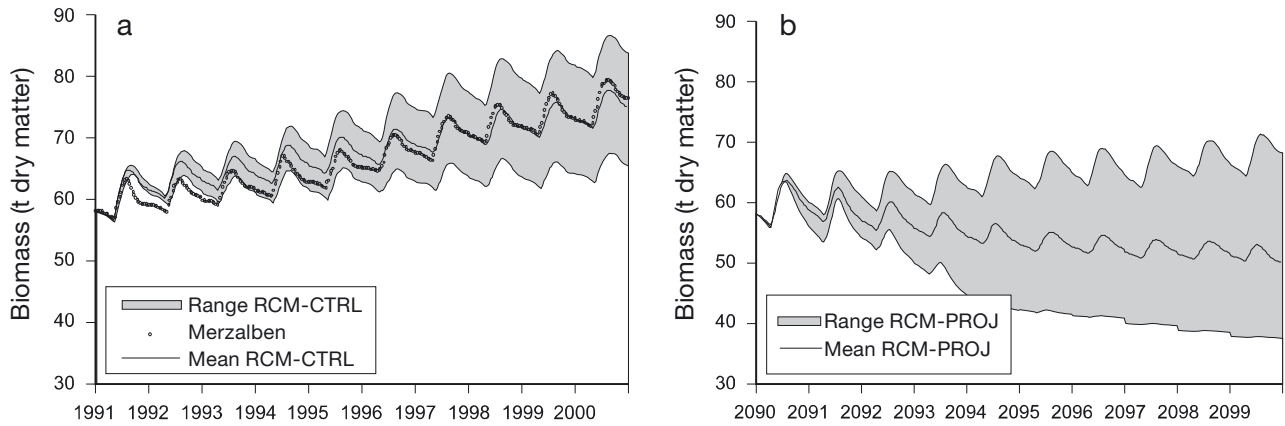 a
Biomass (t dry matter)
90
80
70
60
50
40
30
Range RCM-CTRL
Merzalben
Mean RCM-CTRL
1991 1992 1993 1994 1995 1996 1997 1998 1999 2000
b
Biomass (t dry matter)
90
80
70
60
50
40
30
Range RCM-PROJ
Mean RCM-PROJ
2090 2091 2092 2093 2094 2095 2096 2097 2098 2099